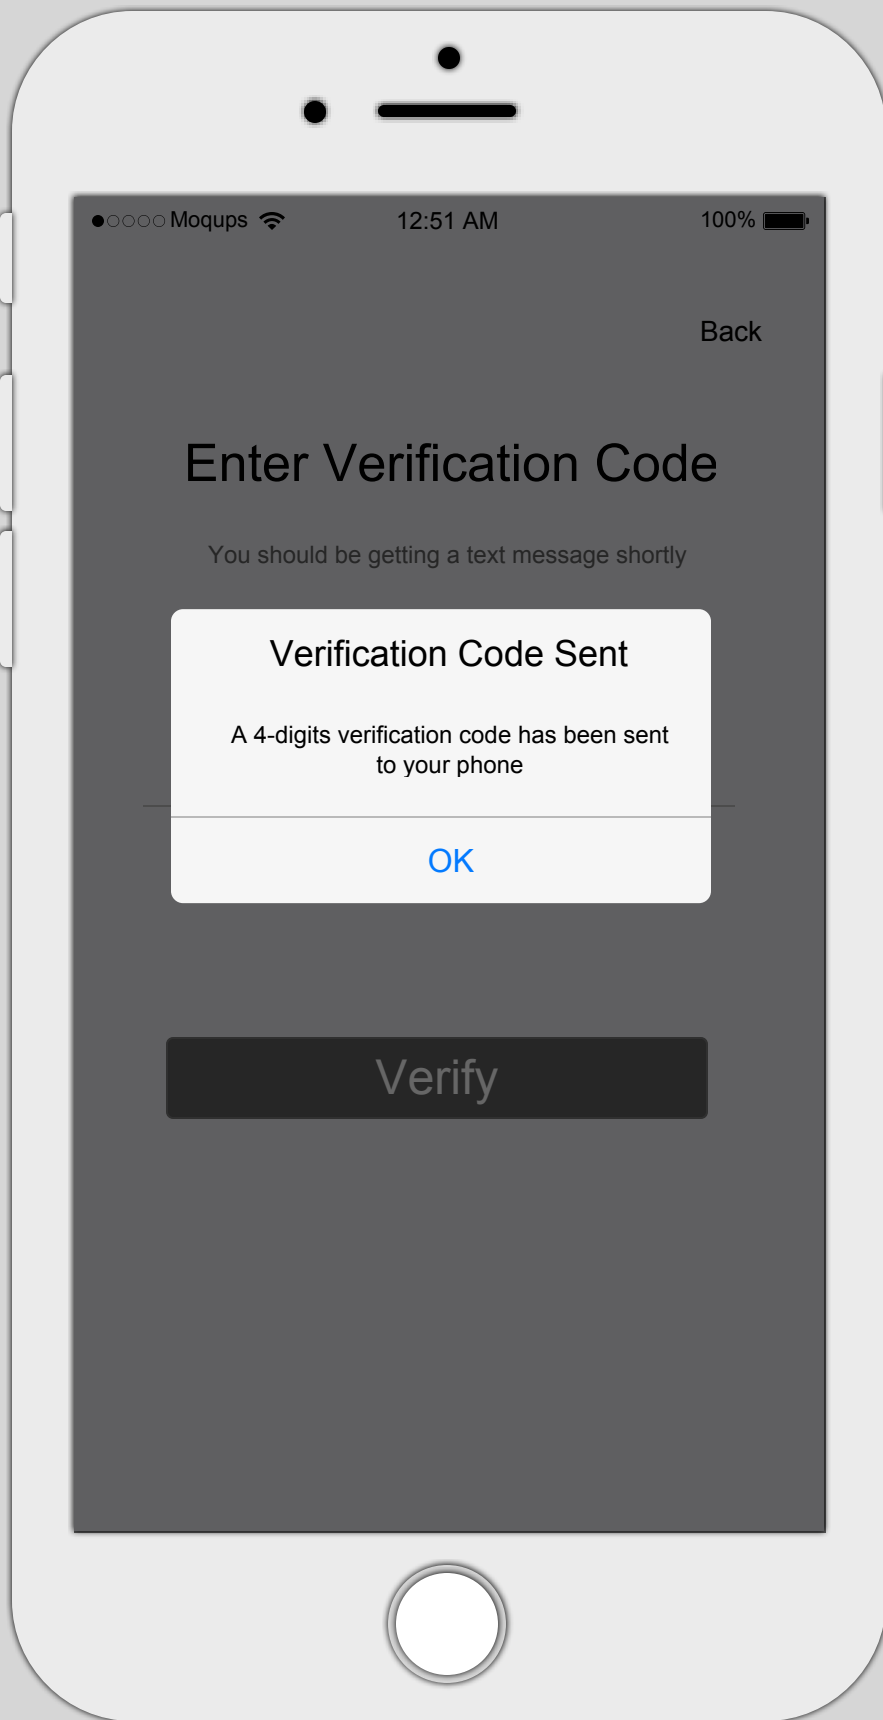 Moqups 12:51 AM 100%
Back
Enter Verification Code
You should be getting a text message shortly
Verification Code Sent
A 4-digits verification code has been sent
to your phone
OK
Verify